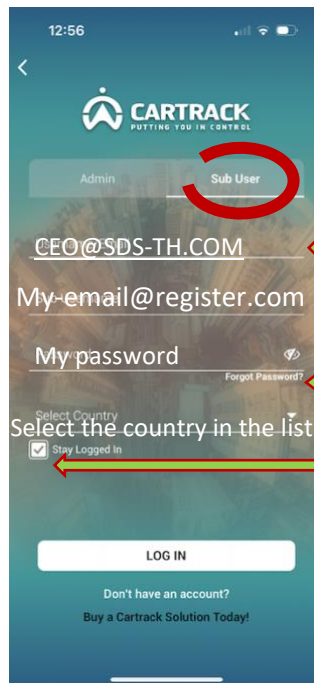 12:56
CARTRACK
PUTTING YOU IN CONTROL
Admin Sub User
CEO@SDS-TH.COM
My-email@register.com
My password
Forgot Password?
Select Country
Select the country in the list
Stay Logged In
LOG IN
Don't have an account?
Buy a Cartrack Solution Today!